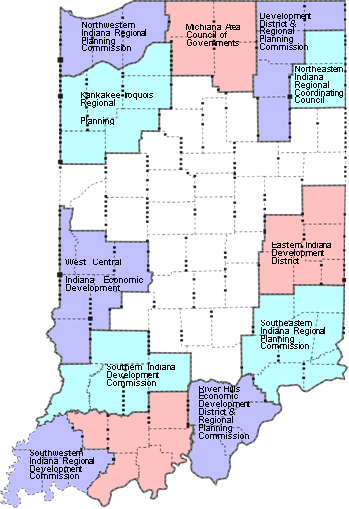 Northwestern
Indiana Regional
Planning
Commission
Michiana Area
Council of
Governments
Development
District &
Regional
Planning
Commission
Northeastern
Indiana
Regional
Coordinating
Council
Kankakee-Iroquois
Regional
Planning
West Central
Indiana Economic
Development
Eastern Indiana
Development
District
Southeastern
Indiana Regional
Planning
Commission
Southern Indiana
Development
Commission
River Hills
Economic
Development
District &
Regional
Planning
Commission
Southwestern
Indiana Regional
Development
Commission